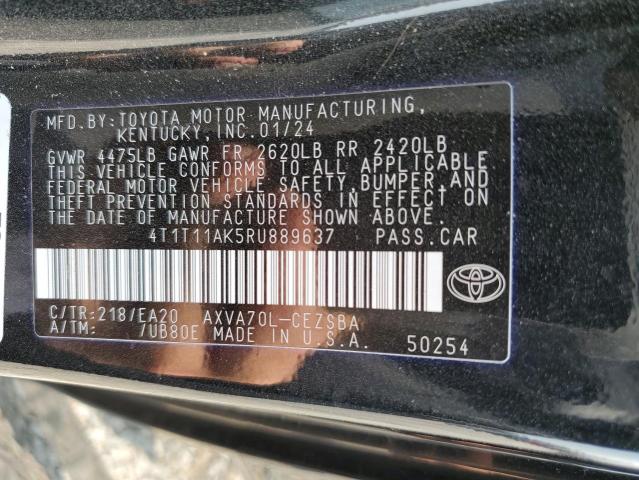 MFD.BY:TOYOTA MOTOR MANUFACTURING,
KENTUCKY,INC.01/24
GVWR 4475LB GAWR FR 2620LB RR 2420LB
THIS VEHICLE CONFORMS TO ALL APPLICABLE
FEDERAL MOTOR VEHICLE SAFETY,BUMPER,AND
THEFT PREVENTION STANDARDS IN EFFECT ON
THE DATE OF MANUFACTURE SHOWN ABOVE.
4T1T11AK5RU889637 PASS.CAR
C/TR:218/EA20 AXVA70L-CEZSBA
A/TM: /UB80E MADE IN U.S.A. 50254